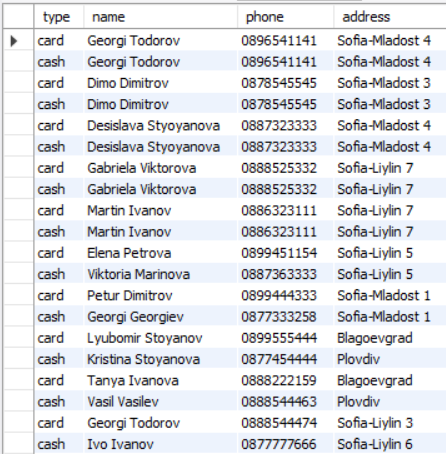 type name phone address
card Georgi Todorov 0896541141 Sofia-Mladost 4
cash Georgi Todorov 0896541141 Sofia-Mladost 4
card Dimo Dimitrov 0878545545 Sofia-Mladost 3
cash Dimo Dimitrov 0878545545 Sofia-Mladost 3
card Desislava Styoyanova 0887323333 Sofia-Mladost 4
cash Desislava Styoyanova 0887323333 Sofia-Mladost 4
card Gabriela Viktorova 0888525332 Sofia-Liylin 7
cash Gabriela Viktorova 0888525332 Sofia-Liylin 7
card Martin Ivanov 0886323111 Sofia-Liylin 7
cash Martin Ivanov 0886323111 Sofia-Liylin 7
card Elena Petrova 0899451154 Sofia-Liylin 5
cash Viktoria Marinova 0887363333 Sofia-Liylin 5
card Petur Dimitrov 0899444333 Sofia-Mladost 1
cash Georgi Georgiev 0877333258 Sofia-Mladost 1
card Lyubomir Stoyanov 0899555444 Blagoevgrad
cash Kristina Stoyanova 0877454444 Plovdiv
card Tanya Ivanova 0888222159 Blagoevgrad
cash Vasil Vasilev 0888544463 Plovdiv
card Georgi Todorov 0888544474 Sofia-Liylin 3
cash Ivo Ivanov 0877777666 Sofia-Liylin 6